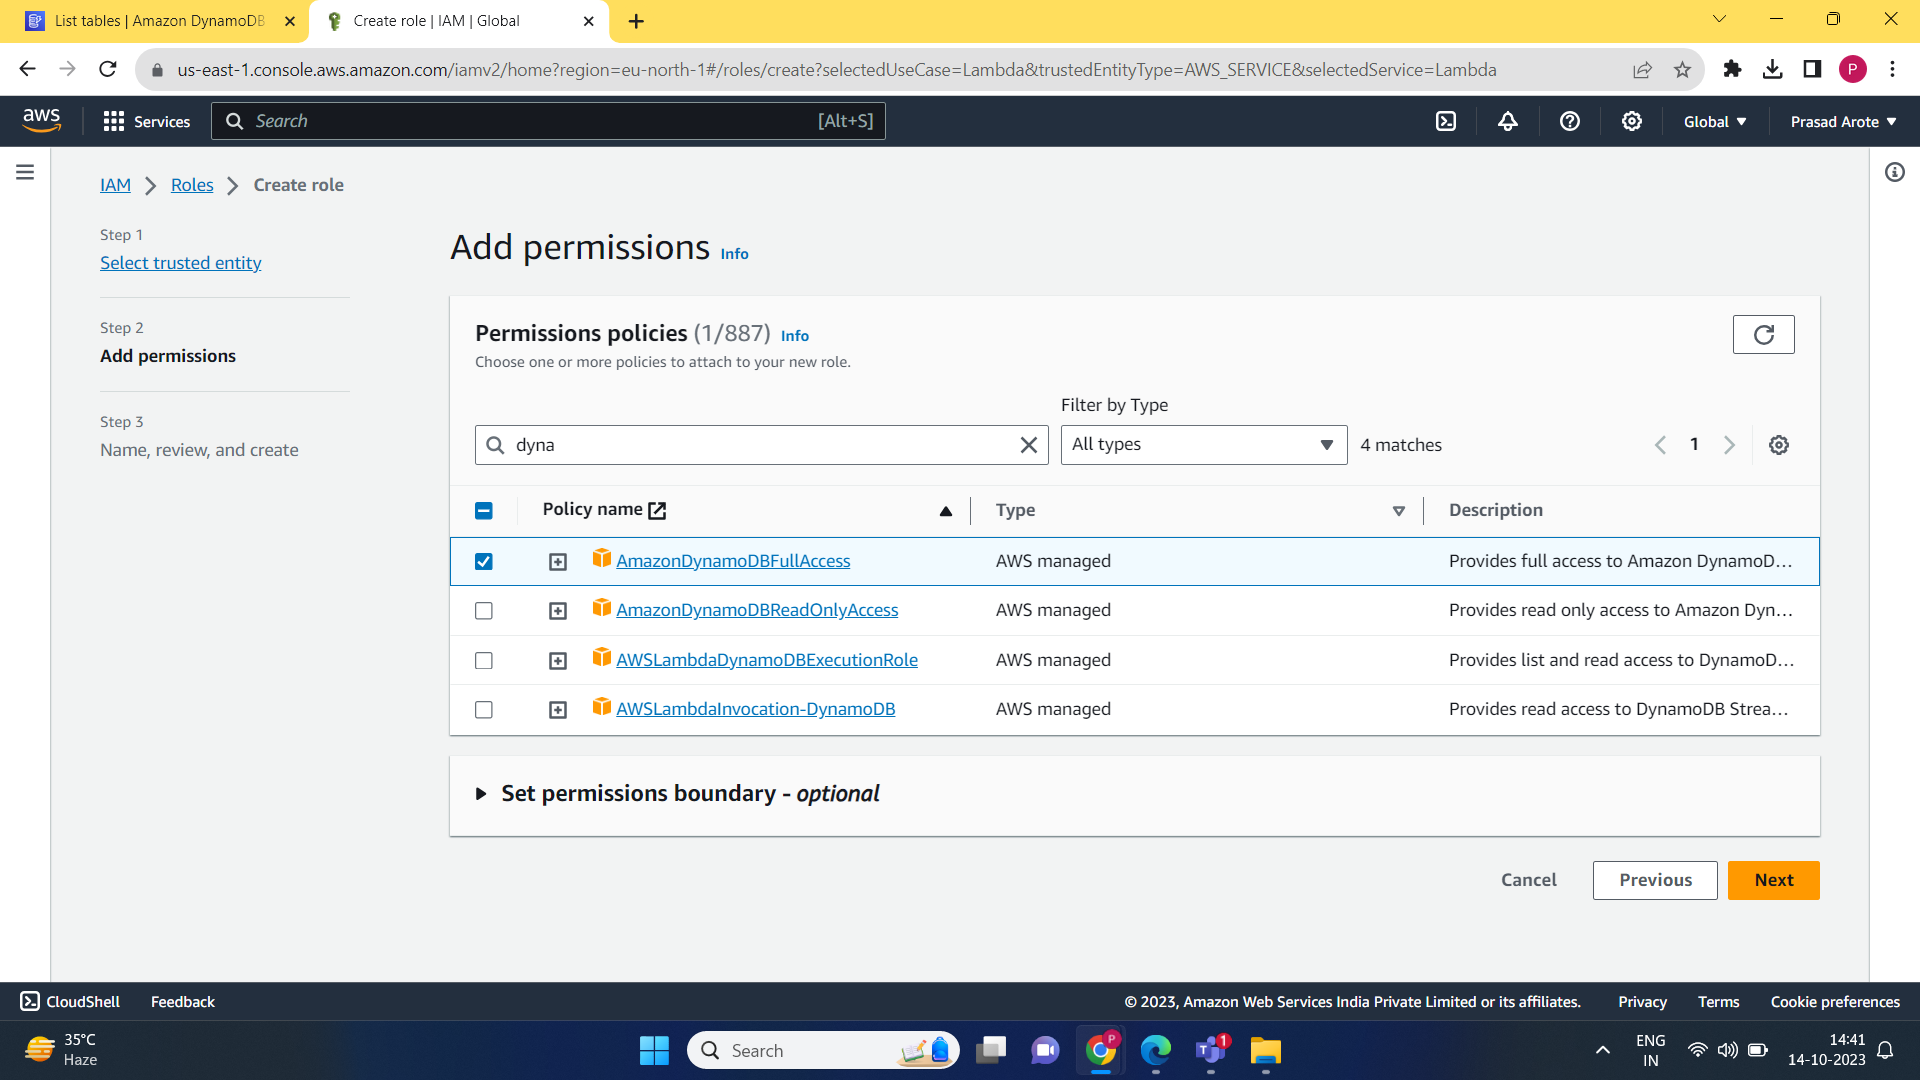 List tables | Amazon DynamoDB
Create role | IAM | Global
us-east-1.console.aws.amazon.com/iamv2/home?region=eu-north-1#/roles/create?selectedUseCase=Lambda&trustedEntityType=AWS_SERVICE&selectedService=Lambda
P
aws
Services
Search
[Alt+S]
Global
Prasad Arote
IAM
Roles
Create role
Step 1
Select trusted entity
Step 2
Add permissions
Step 3
Name, review, and create
Add permissions Info
Permissions policies (1/887) Info
Choose one or more policies to attach to your new role.
Filter by Type
dyna
All types
4 matches
1
Policy name
Type
Description
AmazonDynamoDBFullAccess
AWS managed
Provides full access to Amazon DynamoD...
AmazonDynamoDBReadOnlyAccess
AWS managed
Provides read only access to Amazon Dyn...
AWSLambdaDynamoDBExecutionRole
AWS managed
Provides list and read access to DynamoD...
AWSLambdaInvocation-DynamoDB
AWS managed
Provides read access to DynamoDB Strea...
Set permissions boundary - optional
Cancel
Previous
Next
CloudShell
Feedback
© 2023, Amazon Web Services India Private Limited or its affiliates.
Privacy
Terms
Cookie preferences
35°C
Haze
Search
P
1
ENG
IN
14:41
14-10-2023